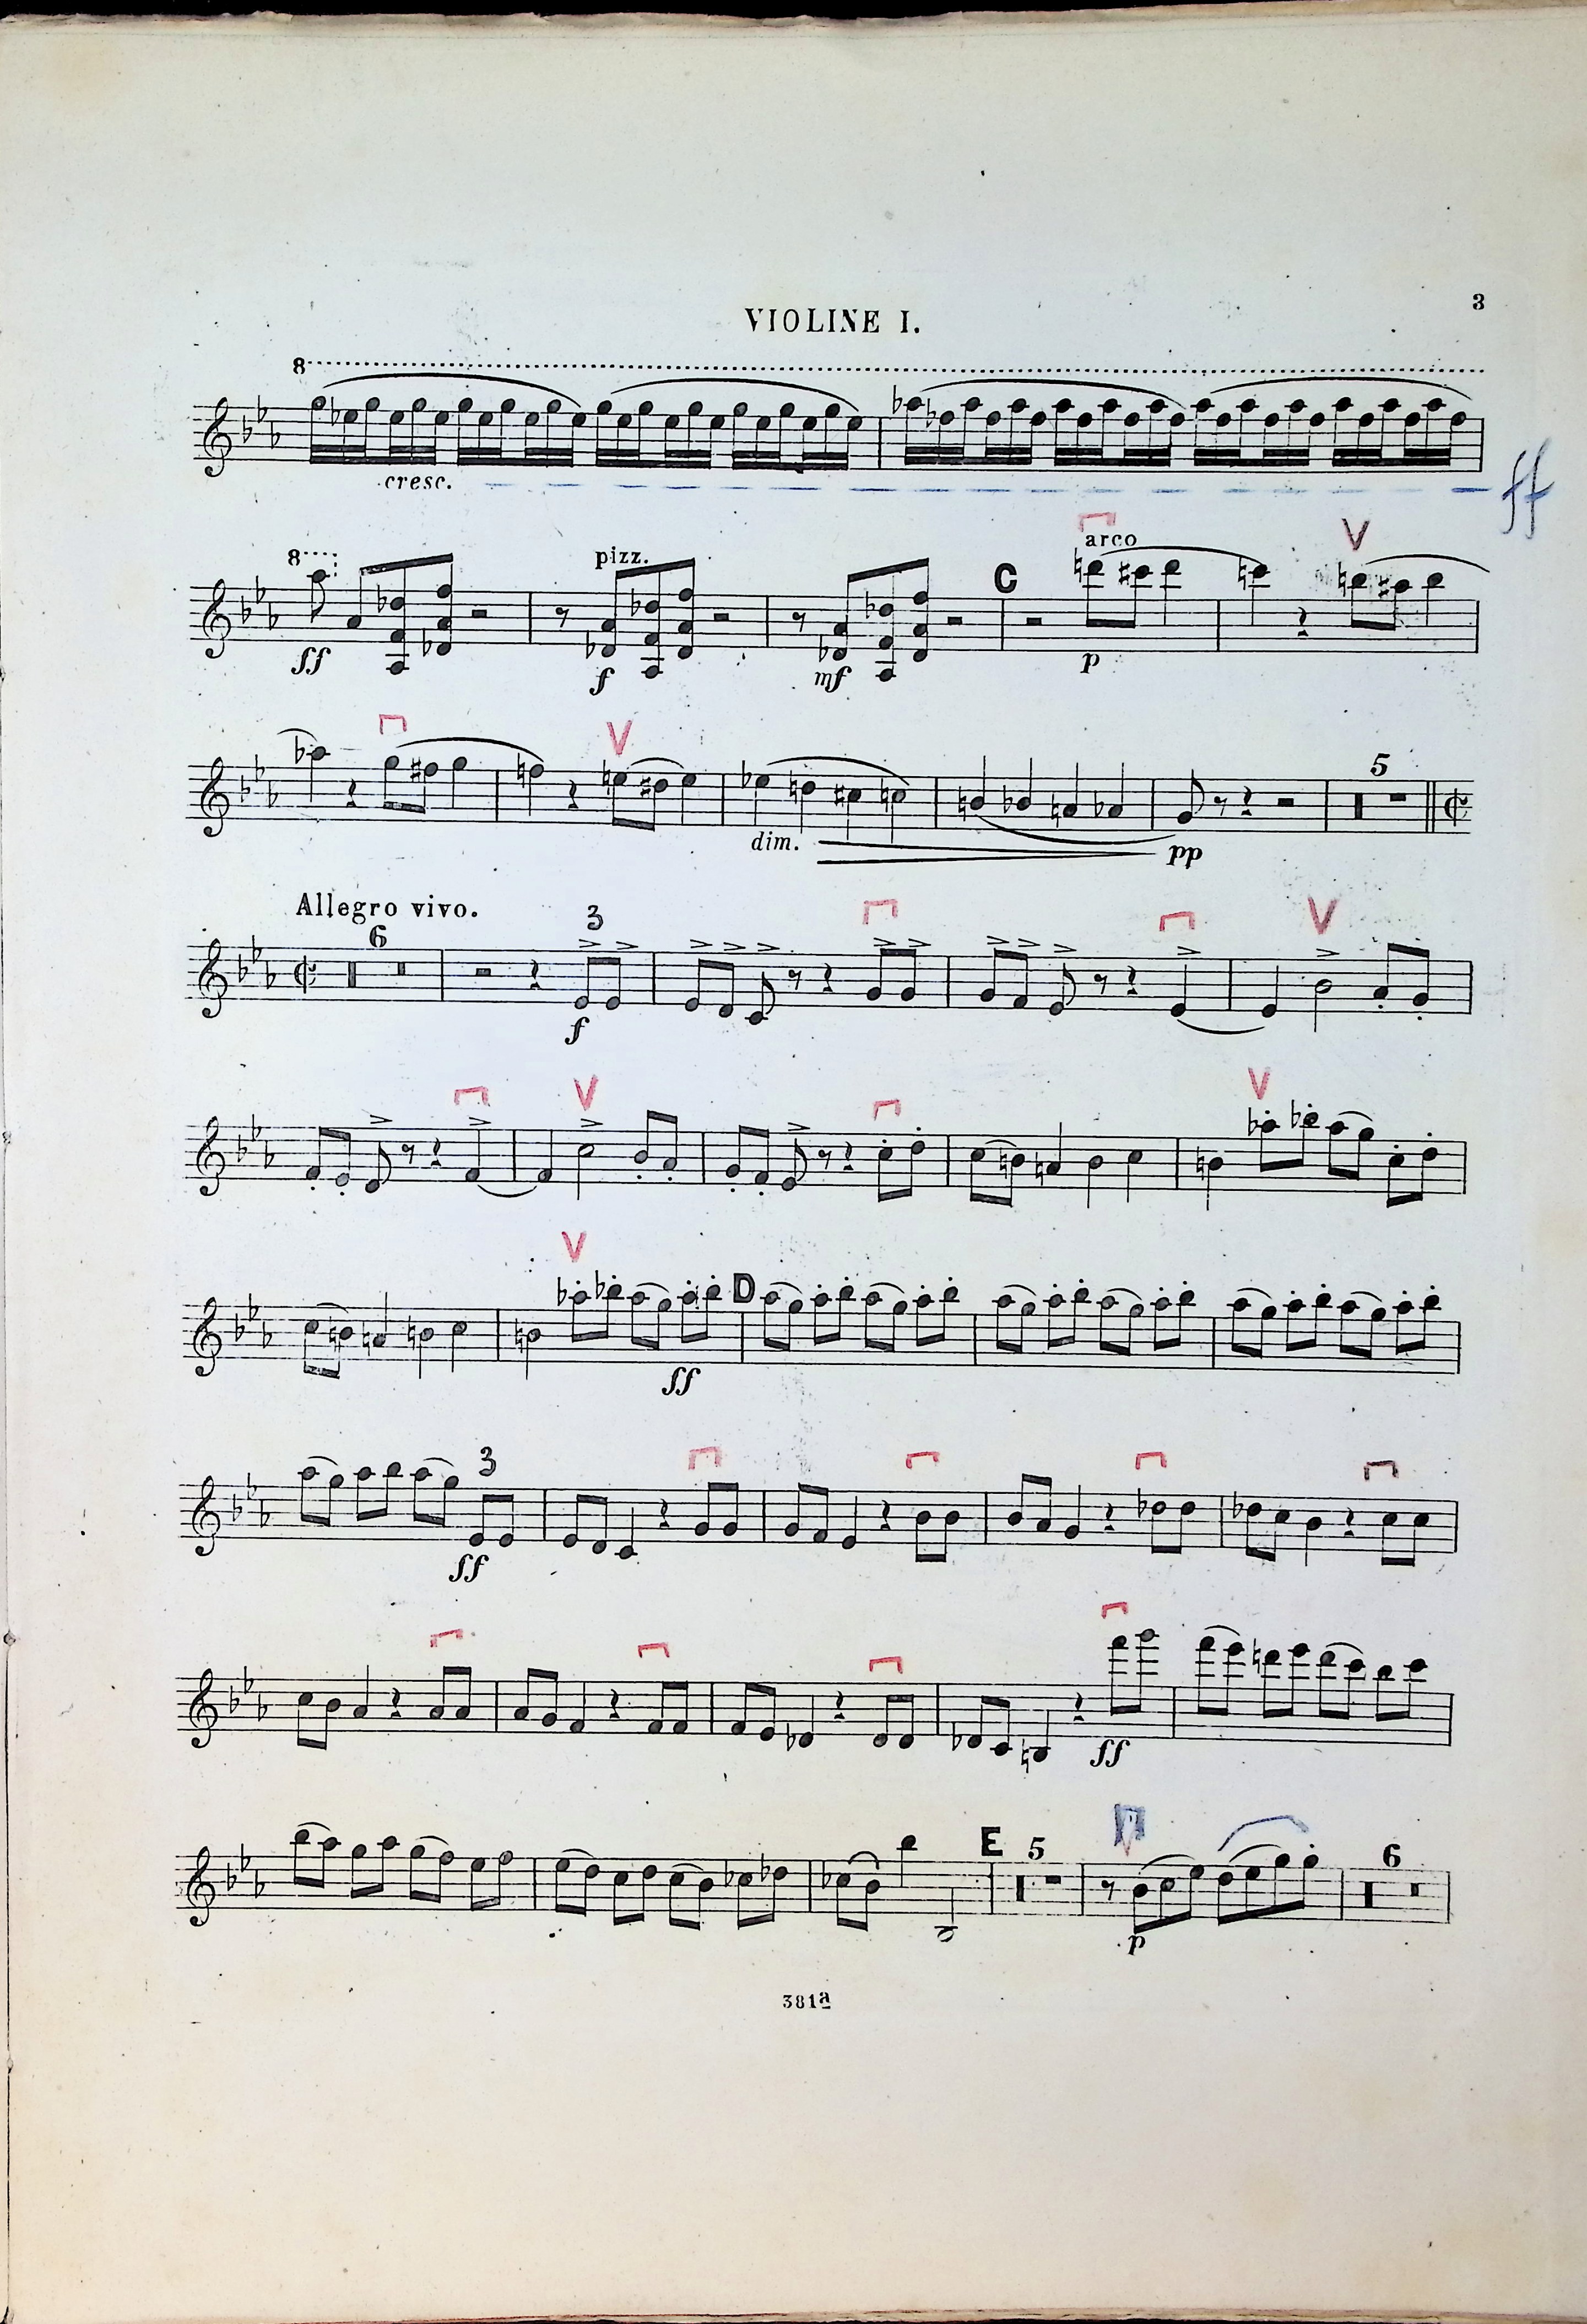 3
VIOLINE I.
8
cresc.
ff
8
pizz.
C
arco
V
ff
f
mf
p
V
5
dim.
pp
Allegro vivo.
6
3
V
f
V
V
V
D
ff
3
ff
ff
E
5
6
p
381a